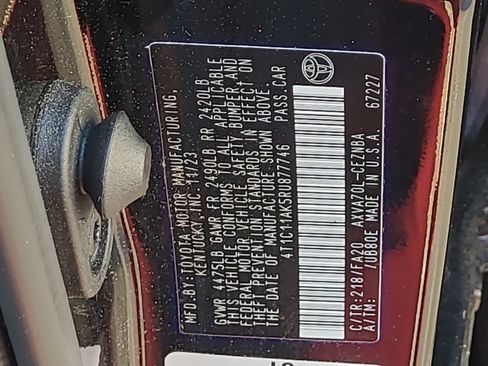 MFD.BY:TOYOTA MOTOR MANUFACTURING,
KENTUCKY, INC. 11/23
GVWR 4475LB GAWR FR 2490LB RR 2420LB
THIS VEHICLE CONFORMS TO ALL APPLICABLE
FEDERAL MOTOR VEHICLE SAFETY BUMPER, AND
THEFT PREVENTION STANDARDS IN EFFECT ON
THE DATE OF MANUFACTURE SHOWN ABOVE.
4T1C11AK5RU877746 PASS.CAR
C/TR:218/FA20 AXVA70L-CEZNBA
A/TM: /UB80E MADE IN U.S.A. 67227